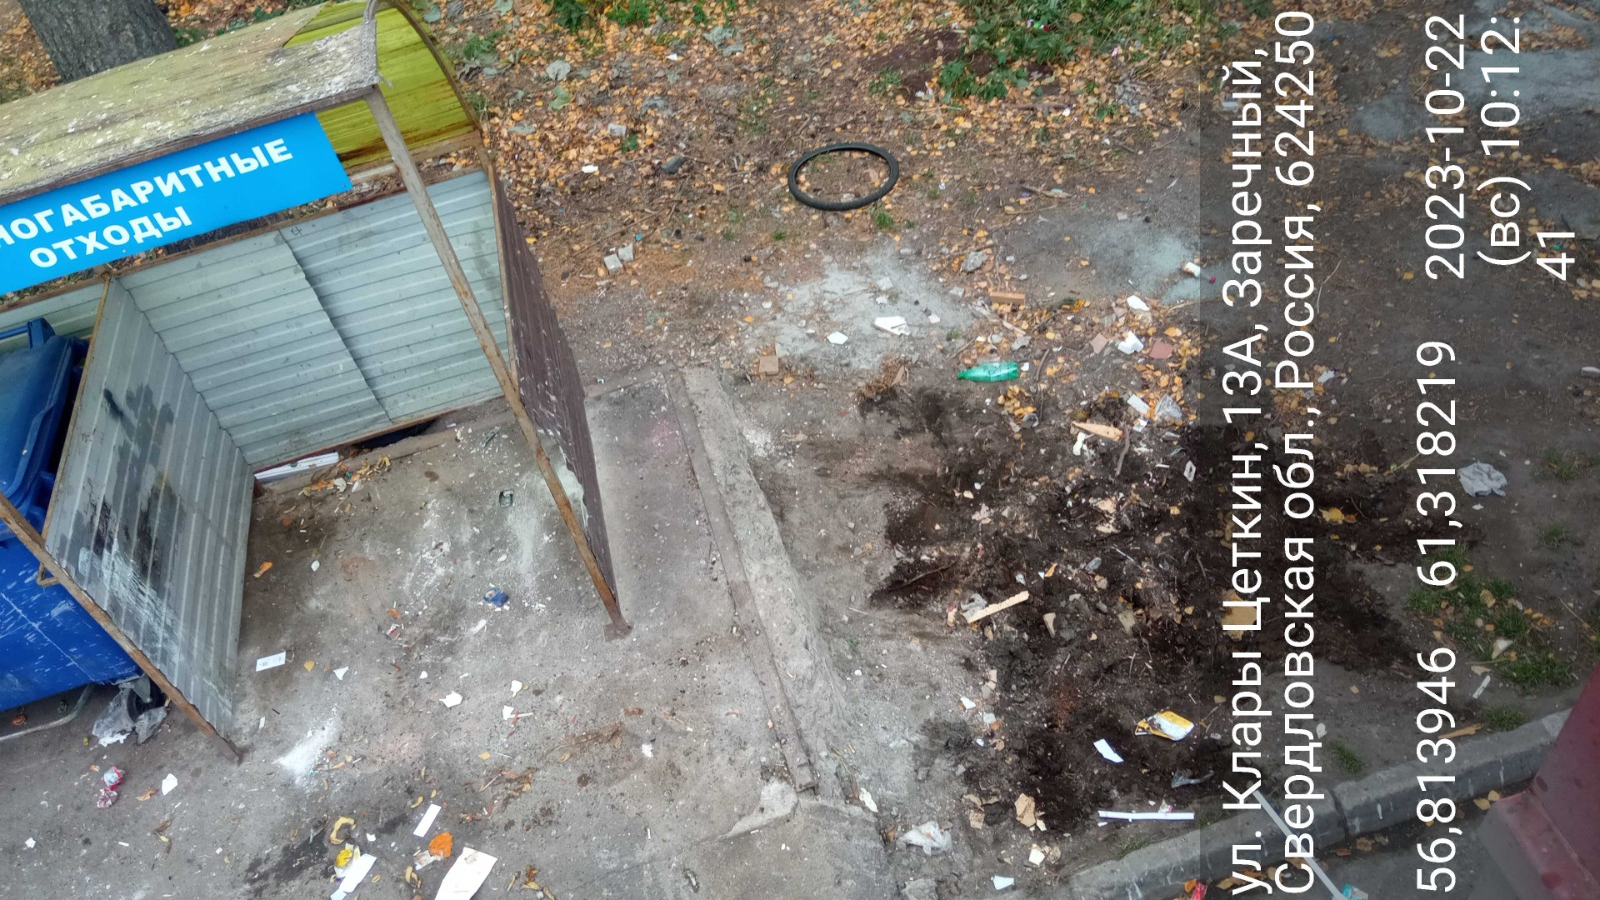 НОГАБАРИТНЫЕ
ОТХОДЫ
ул. Клары Цеткин, 13А, Заречный,
Свердловская обл., Россия, 624250
56,813946 61,318219 2023-10-22
(вс) 10:12:
41